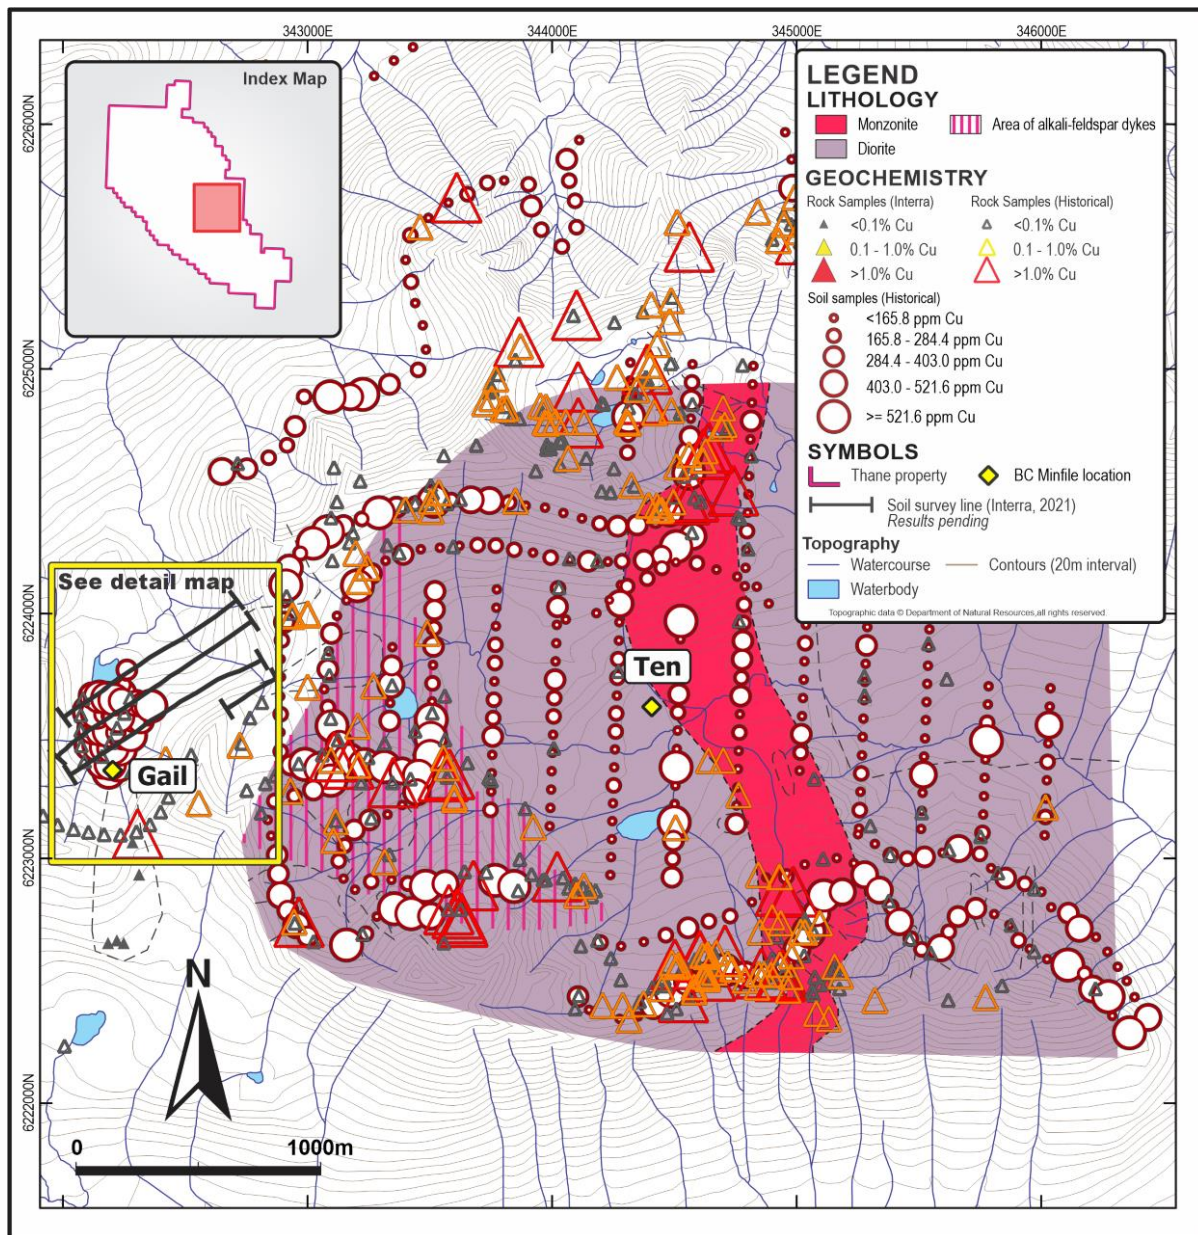 343000E 344000E 345000E 346000E
6226000N
6225000N
6224000N
6223000N
6222000N
Index Map
LEGEND
LITHOLOGY
Monzonite Area of alkali-feldspar dykes
Diorite
GEOCHEMISTRY
Rock Samples (Interra) Rock Samples (Historical)
<0.1% Cu <0.1% Cu
0.1 - 1.0% Cu 0.1 - 1.0% Cu
>1.0% Cu >1.0% Cu
Soil samples (Historical)
<165.8 ppm Cu
165.8 - 284.4 ppm Cu
284.4 - 403.0 ppm Cu
403.0 - 521.6 ppm Cu
>= 521.6 ppm Cu
SYMBOLS
Thane property BC Minfile location
Soil survey line (Interra, 2021)
Results pending
Topography
Watercourse Contours (20m interval)
Waterbody
Topographic data © Department of Natural Resources,all rights reserved
See detail map
Ten
Gail
N
0 1000m